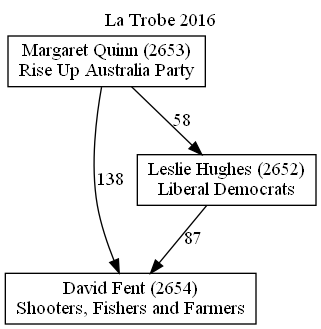 La Trobe 2016
Margaret Quinn (2653)
Rise Up Australia Party
58
138
Leslie Hughes (2652)
Liberal Democrats
87
David Fent (2654)
Shooters, Fishers and Farmers